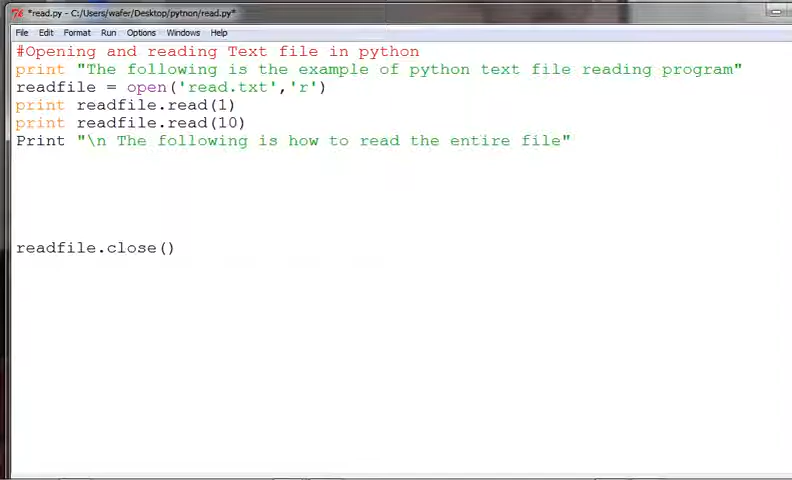 *read.py - C:/Users/wafer/Desktop/pytnon/read.py*
File Edit Format Run Options Windows Help
#Opening and reading Text file in python
print "The following is the example of python text file reading program"
readfile = open('read.txt','r')
print readfile.read(1)
print readfile.read(10)
Print "\n The following is how to read the entire file"
readfile.close()